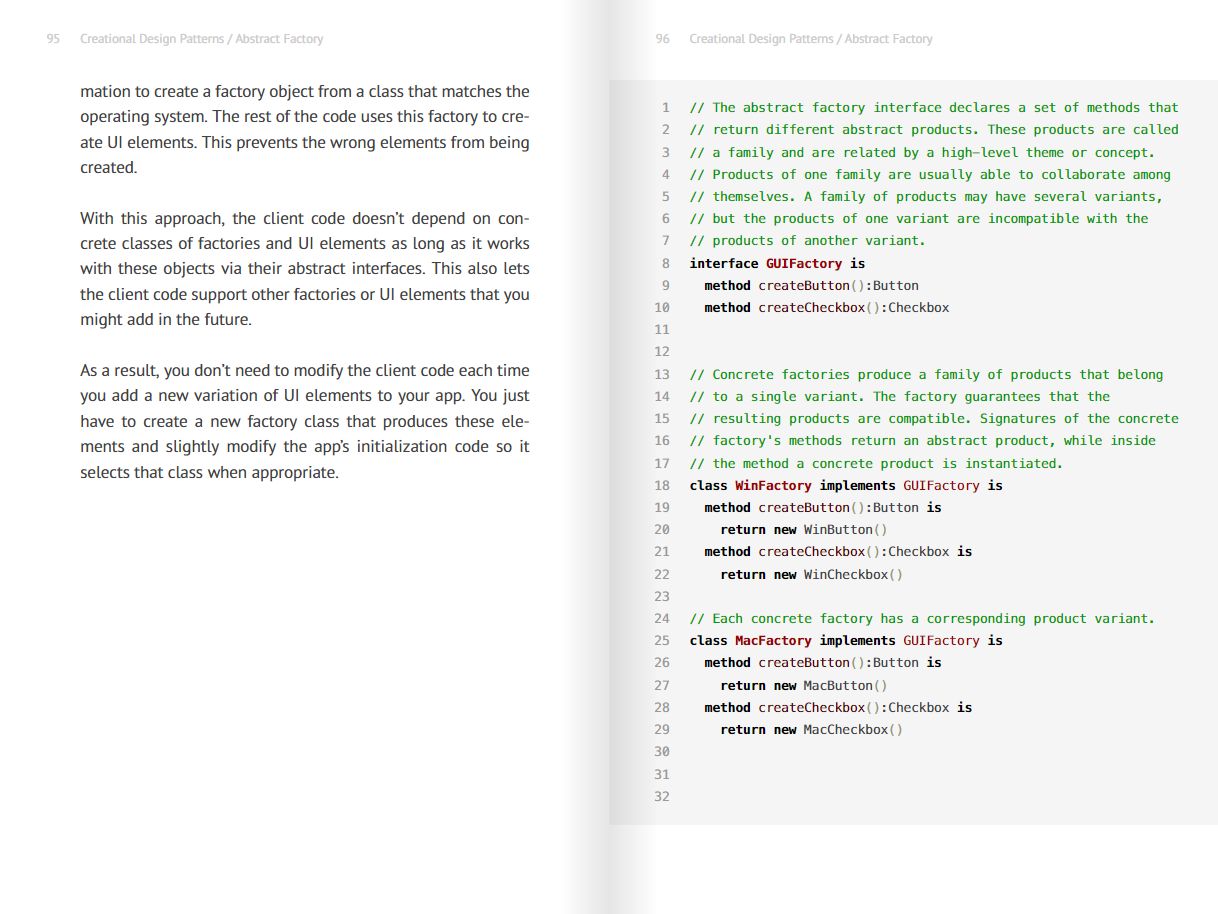 95 Creational Design Patterns / Abstract Factory
mation to create a factory object from a class that matches the
operating system. The rest of the code uses this factory to cre-
ate UI elements. This prevents the wrong elements from being
created.
With this approach, the client code doesn’t depend on con-
crete classes of factories and UI elements as long as it works
with these objects via their abstract interfaces. This also lets
the client code support other factories or UI elements that you
might add in the future.
As a result, you don’t need to modify the client code each time
you add a new variation of UI elements to your app. You just
have to create a new factory class that produces these ele-
ments and slightly modify the app’s initialization code so it
selects that class when appropriate.
96 Creational Design Patterns / Abstract Factory
1 // The abstract factory interface declares a set of methods that
2 // return different abstract products. These products are called
3 // a family and are related by a high-level theme or concept.
4 // Products of one family are usually able to collaborate among
5 // themselves. A family of products may have several variants,
6 // but the products of one variant are incompatible with the
7 // products of another variant.
8 interface GUIFactory is
9 method createButton():Button
10 method createCheckbox():Checkbox
11
12
13 // Concrete factories produce a family of products that belong
14 // to a single variant. The factory guarantees that the
15 // resulting products are compatible. Signatures of the concrete
16 // factory's methods return an abstract product, while inside
17 // the method a concrete product is instantiated.
18 class WinFactory implements GUIFactory is
19 method createButton():Button is
20 return new WinButton()
21 method createCheckbox():Checkbox is
22 return new WinCheckbox()
23
24 // Each concrete factory has a corresponding product variant.
25 class MacFactory implements GUIFactory is
26 method createButton():Button is
27 return new MacButton()
28 method createCheckbox():Checkbox is
29 return new MacCheckbox()
30
31
32